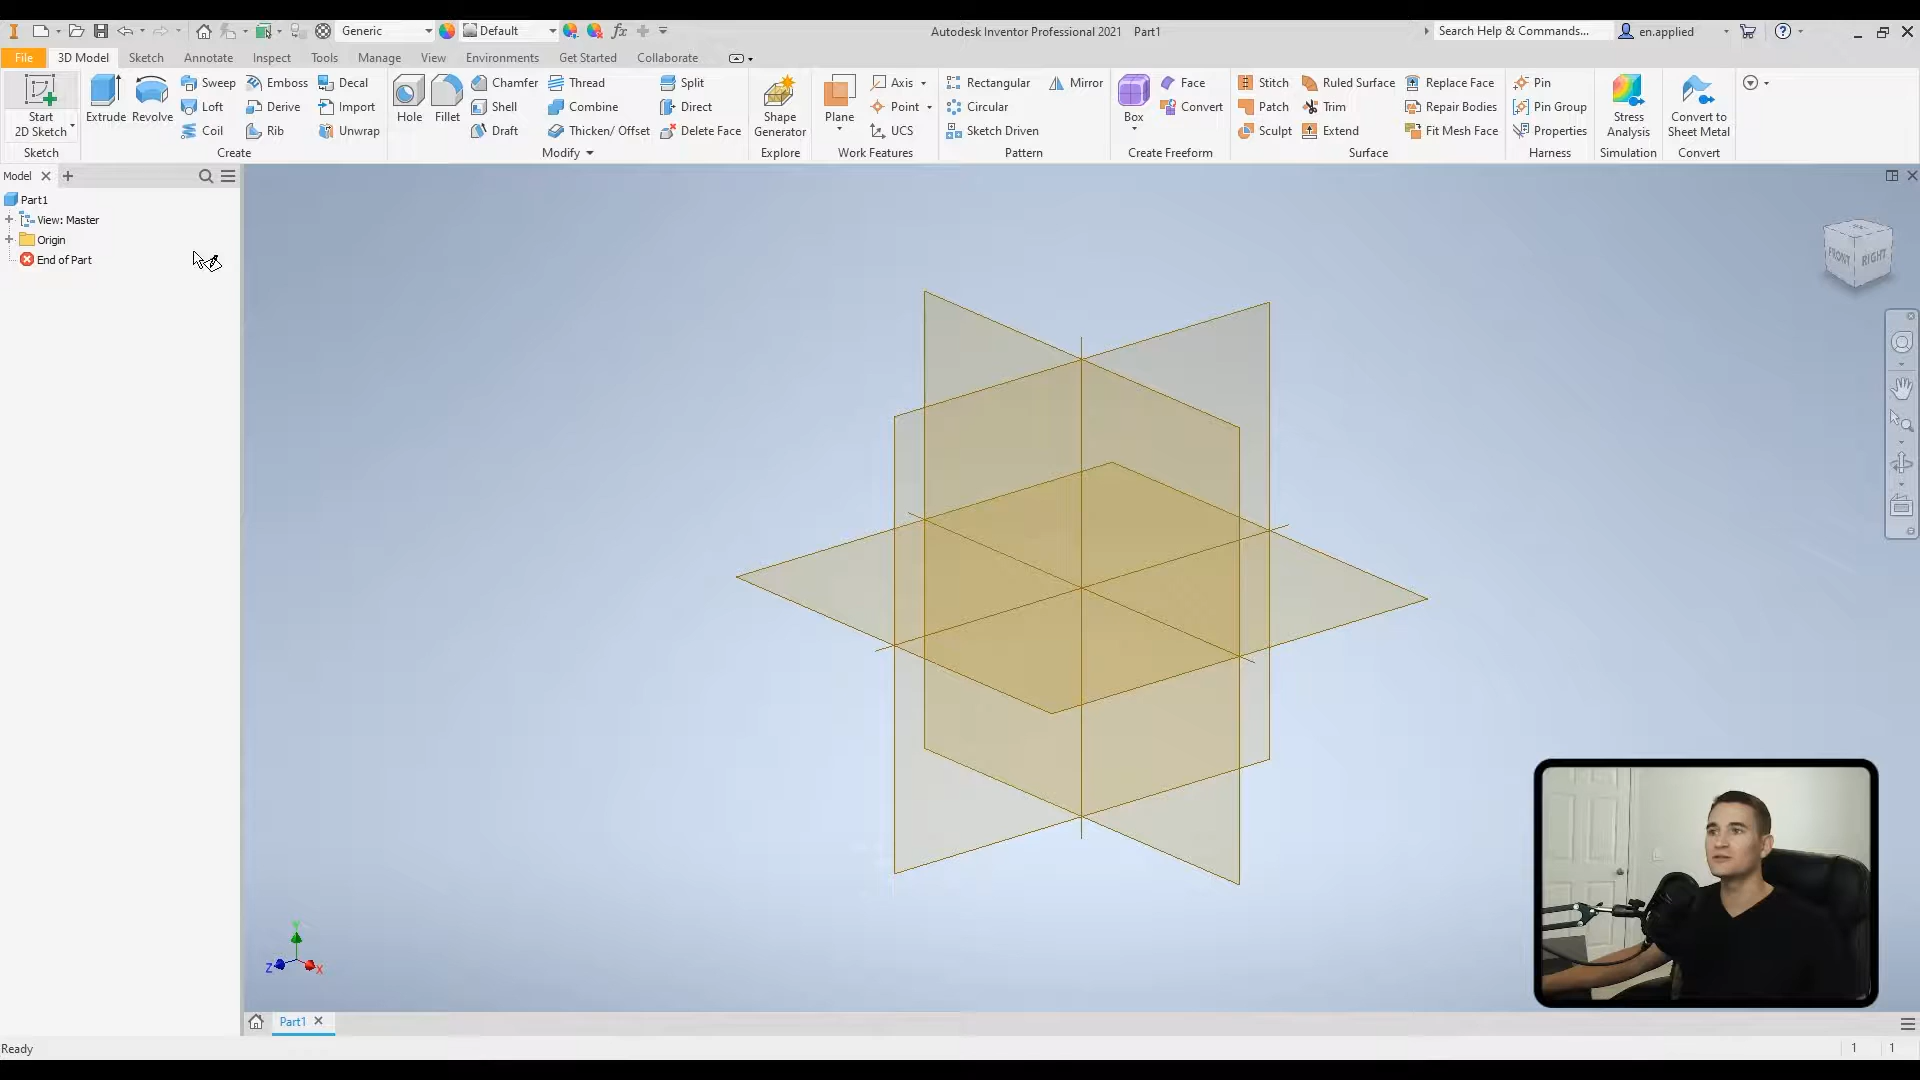 Generic
Default
fx
Autodesk Inventor Professional 2021 Part1
Search Help & Commands...
en.applied
File 3D Model Sketch Annotate Inspect Tools Manage View Environments Get Started Collaborate
Start
2D Sketch
Sketch
Extrude
Revolve
Sweep
Loft
Coil
Emboss
Derive
Rib
Decal
Import
Unwrap
Create
Hole
Fillet
Chamfer
Shell
Draft
Thread
Combine
Thicken/ Offset
Split
Direct
Delete Face
Modify
Shape
Generator
Explore
Plane
Axis
Point
UCS
Work Features
Rectangular
Circular
Sketch Driven
Mirror
Pattern
Box
Face
Convert
Create Freeform
Stitch
Patch
Sculpt
Ruled Surface
Trim
Extend
Replace Face
Repair Bodies
Fit Mesh Face
Surface
Pin
Pin Group
Properties
Harness
Stress
Analysis
Simulation
Convert to
Sheet Metal
Convert
Model
Part1
View: Master
Origin
End of Part
FRONT
RIGHT
Y
Z
X
Part1
Ready
1 1